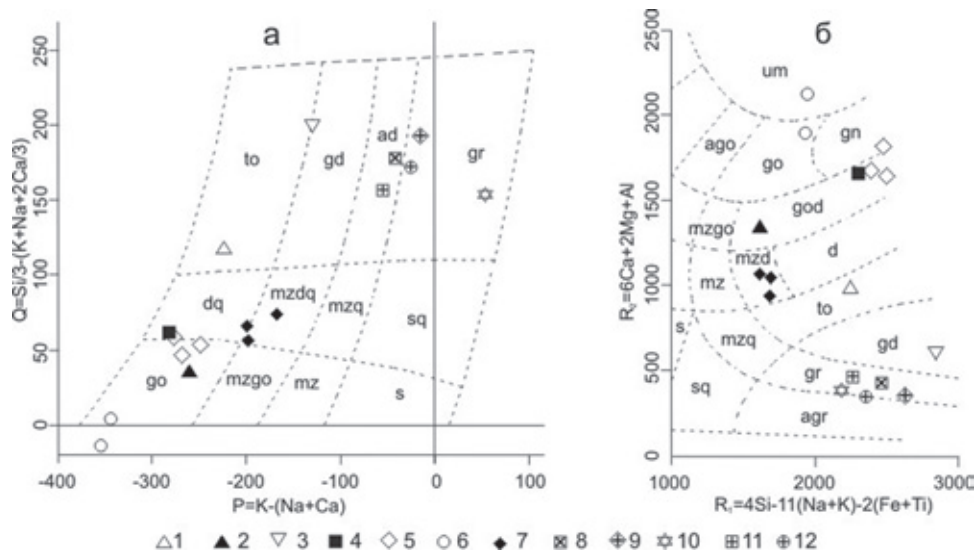 а
Q=Si/3-(K+Na+2Ca/3)
250
200
150
100
50
0
to
gd
ad
gr
dq
mzdq
mzq
sq
go
mzgo
mz
s
-400
-300
-200
-100
0
100
P=K-(Na+Ca)
б
R₂=6Ca+2Mg+Al
2500
2000
1500
1000
500
0
um
ago
go
gn
god
mzgo
mzd
d
mz
to
s
mzq
gd
gr
sq
agr
1000
2000
3000
R₁=4Si-11(Na+K)-2(Fe+Ti)
1 2 3 4 5 6 7 8 9 10 11 12